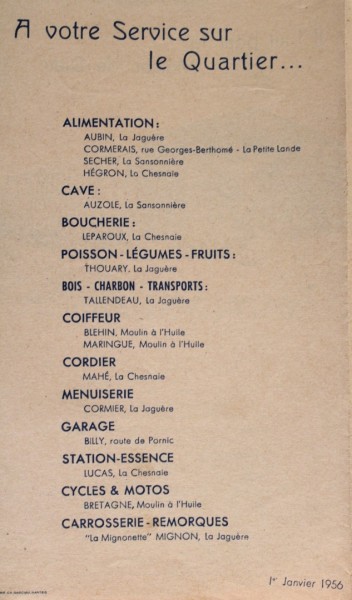 A votre Service sur
le Quartier...
ALIMENTATION :
AUBIN, La Jaguère
CORMERAIS, rue Georges-Berthomé - La Petite Lande
SECHER, La Sansonnière
HÉGRON, La Chesnaie
CAVE :
AUZOLE, La Sansonnière
BOUCHERIE :
LEPAROUX, La Chesnaie
POISSON - LÉGUMES - FRUITS :
THOUARY, La Jaguère
BOIS - CHARBON - TRANSPORTS :
TALLENDEAU, La Jaguère
COIFFEUR
BLEHIN, Moulin à l'Huile
MARINGUE, Moulin à l'Huile
CORDIER
MAHÉ, La Chesnaie
MENUISERIE
CORMIER, La Jaguère
GARAGE
BILLY, route de Pornic
STATION-ESSENCE
LUCAS, La Chesnaie
CYCLES & MOTOS
BRETAGNE, Moulin à l'Huile
CARROSSERIE - REMORQUES
"La Mignonette" MIGNON, La Jaguère
1er Janvier 1956